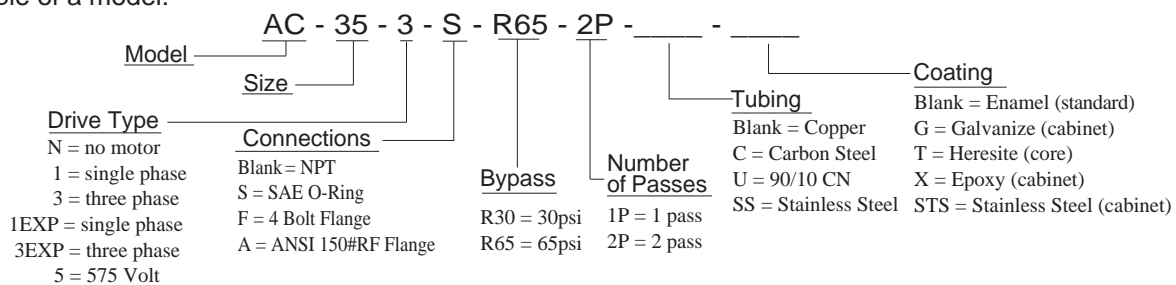 ple of a model.
AC - 35 - 3 - S - R65 - 2P -____ - ____
Model
Size
Drive Type
N = no motor
1 = single phase
3 = three phase
1EXP = single phase
3EXP = three phase
5 = 575 Volt
Connections
Blank = NPT
S = SAE O-Ring
F = 4 Bolt Flange
A = ANSI 150#RF Flange
Bypass
R30 = 30psi
R65 = 65psi
Number
of Passes
1P = 1 pass
2P = 2 pass
Tubing
Blank = Copper
C = Carbon Steel
U = 90/10 CN
SS = Stainless Steel
Coating
Blank = Enamel (standard)
G = Galvanize (cabinet)
T = Heresite (core)
X = Epoxy (cabinet)
STS = Stainless Steel (cabinet)